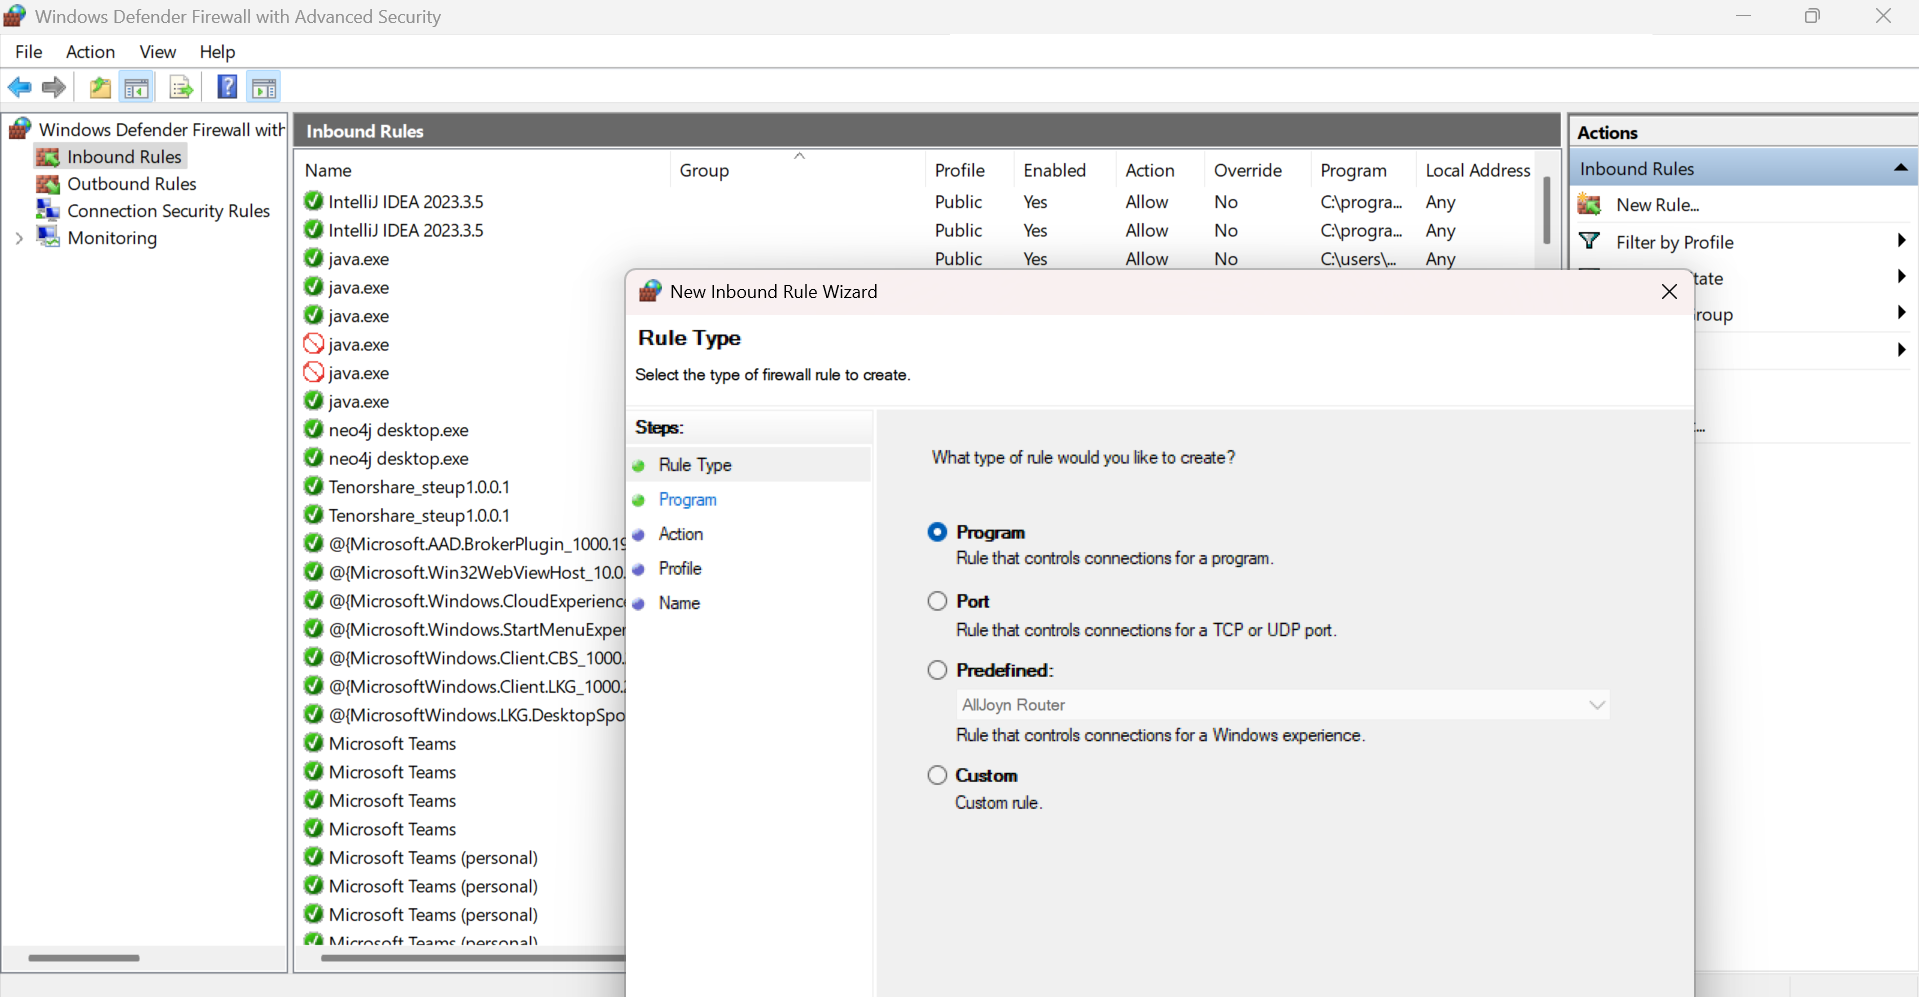 Windows Defender Firewall with Advanced Security
File Action View Help
Windows Defender Firewall with
Inbound Rules
Outbound Rules
Connection Security Rules
Monitoring
Inbound Rules
Name Group Profile Enabled Action Override Program Local Address
IntelliJ IDEA 2023.3.5 Public Yes Allow No C:\progra... Any
IntelliJ IDEA 2023.3.5 Public Yes Allow No C:\progra... Any
java.exe Public Yes Allow No C:\users\... Any
java.exe
java.exe
java.exe
java.exe
java.exe
neo4j desktop.exe
neo4j desktop.exe
Tenorshare_steup1.0.0.1
Tenorshare_steup1.0.0.1
@{Microsoft.AAD.BrokerPlugin_1000.19
@{Microsoft.Win32WebViewHost_10.0.
@{Microsoft.Windows.CloudExperience
@{Microsoft.Windows.StartMenuExper
@{MicrosoftWindows.Client.CBS_1000.
@{MicrosoftWindows.Client.LKG_1000.2
@{MicrosoftWindows.LKG.DesktopSpo
Microsoft Teams
Microsoft Teams
Microsoft Teams
Microsoft Teams
Microsoft Teams (personal)
Microsoft Teams (personal)
Microsoft Teams (personal)
Microsoft Teams (personal)
Actions
Inbound Rules
New Rule...
Filter by Profile
tate
roup
...
New Inbound Rule Wizard
Rule Type
Select the type of firewall rule to create.
Steps:
Rule Type
Program
Action
Profile
Name
What type of rule would you like to create?
Program
Rule that controls connections for a program.
Port
Rule that controls connections for a TCP or UDP port.
Predefined:
AllJoyn Router
Rule that controls connections for a Windows experience.
Custom
Custom rule.